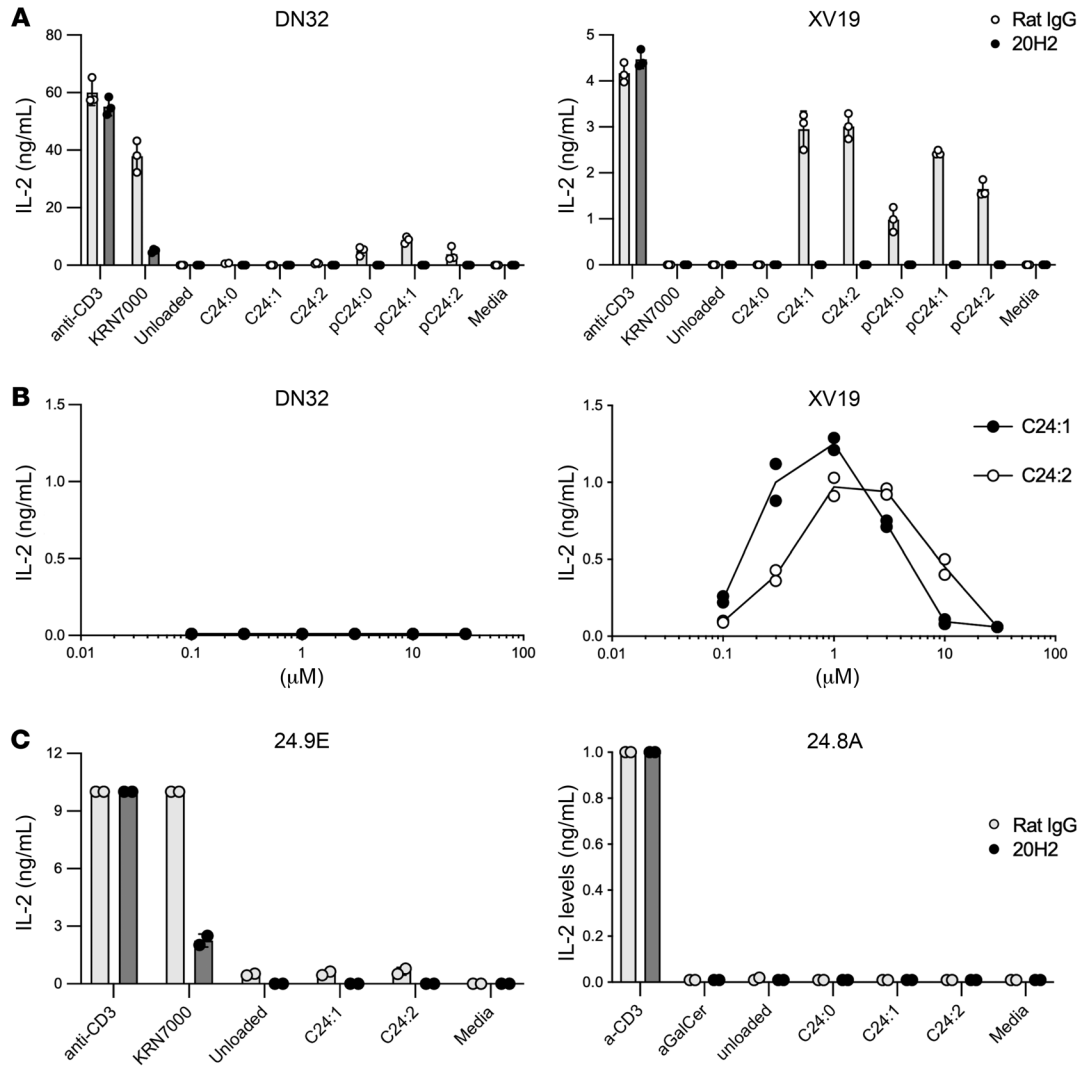 A
DN32
IL-2 (ng/mL)
80
60
40
20
0
anti-CD3
KRN7000
Unloaded
C24:0
C24:1
C24:2
pC24:0
pC24:1
pC24:2
Media
XV19
IL-2 (ng/mL)
5
4
3
2
1
0
anti-CD3
KRN7000
Unloaded
C24:0
C24:1
C24:2
pC24:0
pC24:1
pC24:2
Media
Rat IgG
20H2
B
DN32
IL-2 (ng/mL)
1.5
1.0
0.5
0.0
0.01
0.1
1
10
100
(μM)
XV19
IL-2 (ng/mL)
1.5
1.0
0.5
0.0
0.01
0.1
1
10
100
(μM)
C24:1
C24:2
C
24.9E
IL-2 (ng/mL)
12
9
6
3
0
anti-CD3
KRN7000
Unloaded
C24:1
C24:2
Media
24.8A
IL-2 levels (ng/mL)
1.0
0.8
0.6
0.4
0.2
0.0
a-CD3
aGalCer
unloaded
C24:0
C24:1
C24:2
Media
Rat IgG
20H2